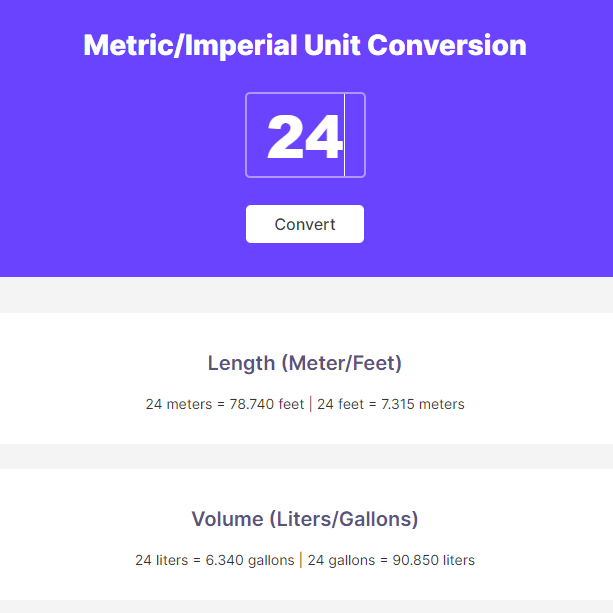 Metric/Imperial Unit Conversion
24
Convert
Length (Meter/Feet)
24 meters = 78.740 feet | 24 feet = 7.315 meters
Volume (Liters/Gallons)
24 liters = 6.340 gallons | 24 gallons = 90.850 liters